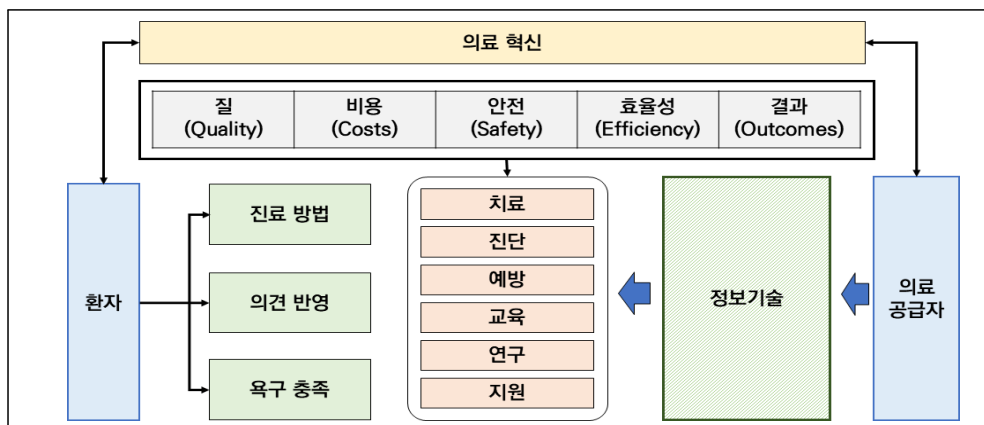 의료 혁신
질
(Quality)
비용
(Costs)
안전
(Safety)
효율성
(Efficiency)
결과
(Outcomes)
환자
진료 방법
의견 반영
욕구 충족
치료
진단
예방
교육
연구
지원
정보기술
의료
공급자